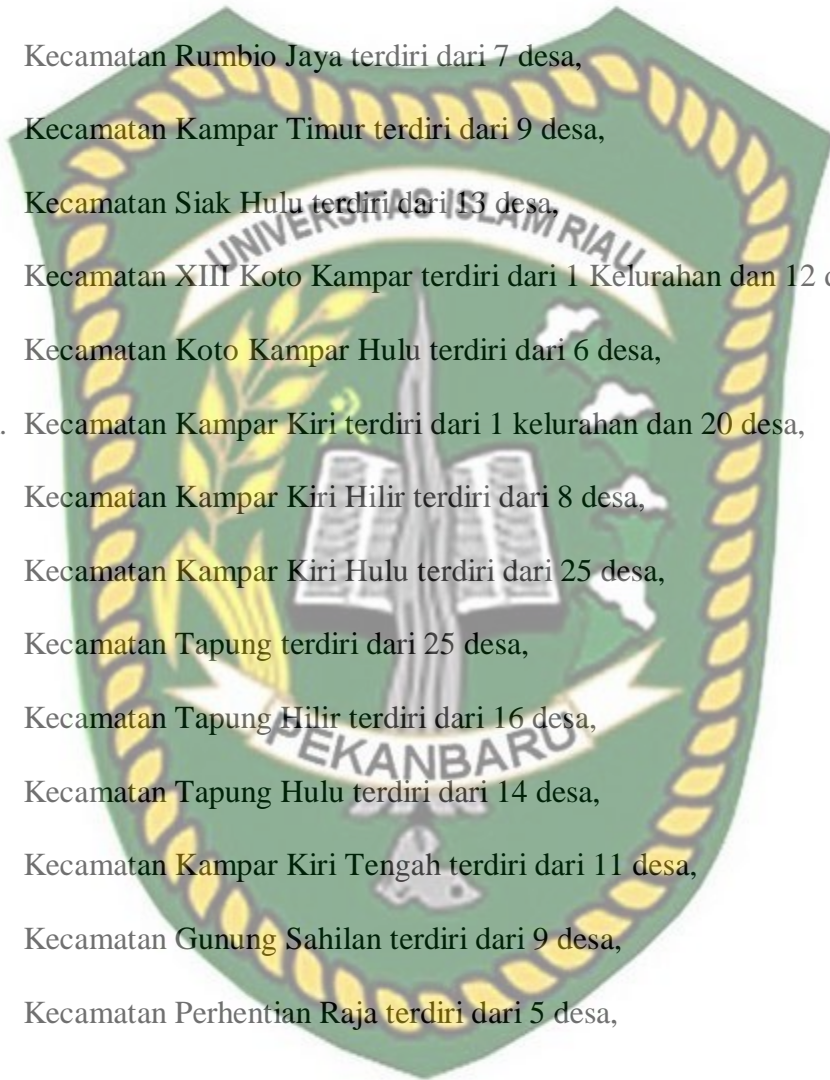 Kecamatan Rumbio Jaya terdiri dari 7 desa,
Kecamatan Kampar Timur terdiri dari 9 desa,
Kecamatan Siak Hulu terdiri dari 13 desa,
UNIVERSITAS ISLAM RIAU
Kecamatan XIII Koto Kampar terdiri dari 1 Kelurahan dan 12
Kecamatan Koto Kampar Hulu terdiri dari 6 desa,
. Kecamatan Kampar Kiri terdiri dari 1 kelurahan dan 20 desa,
Kecamatan Kampar Kiri Hilir terdiri dari 8 desa,
Kecamatan Kampar Kiri Hulu terdiri dari 25 desa,
Kecamatan Tapung terdiri dari 25 desa,
Kecamatan Tapung Hilir terdiri dari 16 desa,
PEKANBARU
Kecamatan Tapung Hulu terdiri dari 14 desa,
Kecamatan Kampar Kiri Tengah terdiri dari 11 desa,
Kecamatan Gunung Sahilan terdiri dari 9 desa,
Kecamatan Perhentian Raja terdiri dari 5 desa,